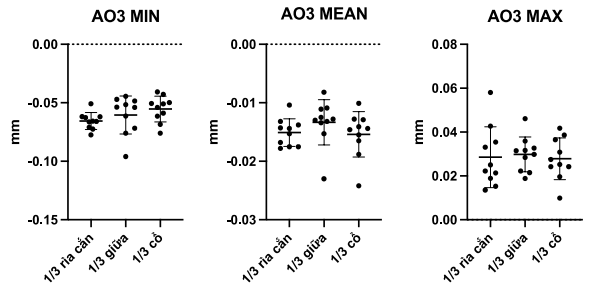 AO3 MIN
0.00
-0.05
-0.10
-0.15
mm
1/3 rìa cắn
1/3 giữa
1/3 cổ
AO3 MEAN
0.00
-0.01
-0.02
-0.03
mm
1/3 rìa cắn
1/3 giữa
1/3 cổ
AO3 MAX
0.08
0.06
0.04
0.02
0.00
mm
1/3 rìa cắn
1/3 giữa
1/3 cổ